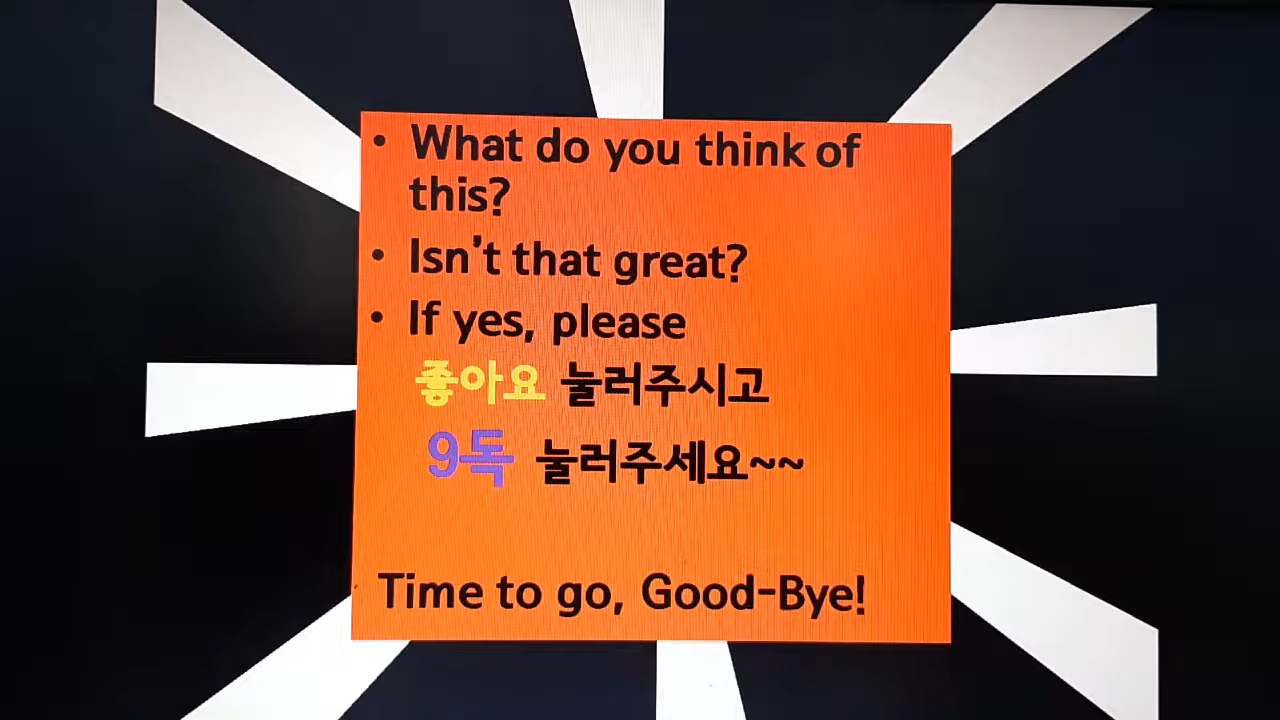 • What do you think of
this?
• Isn't that great?
• If yes, please
좋아요 눌러주시고
9독 눌러주세요~~
Time to go, Good-Bye!